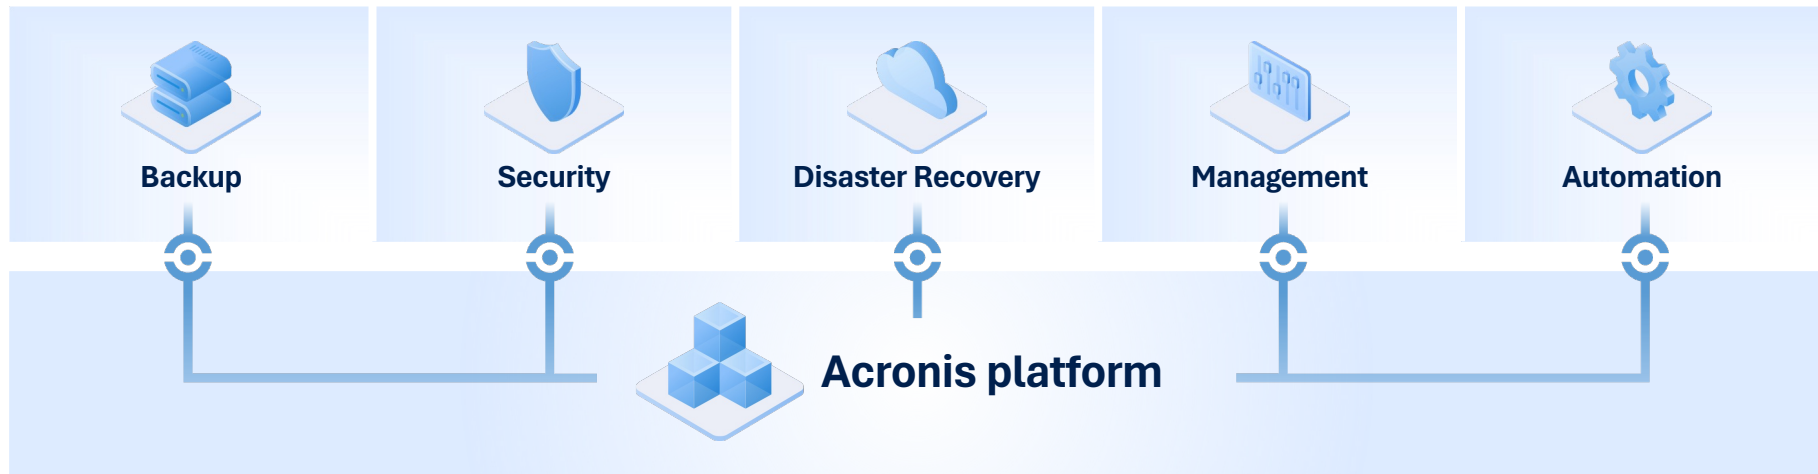 Backup
Security
Disaster Recovery
Management
Automation
Acronis platform